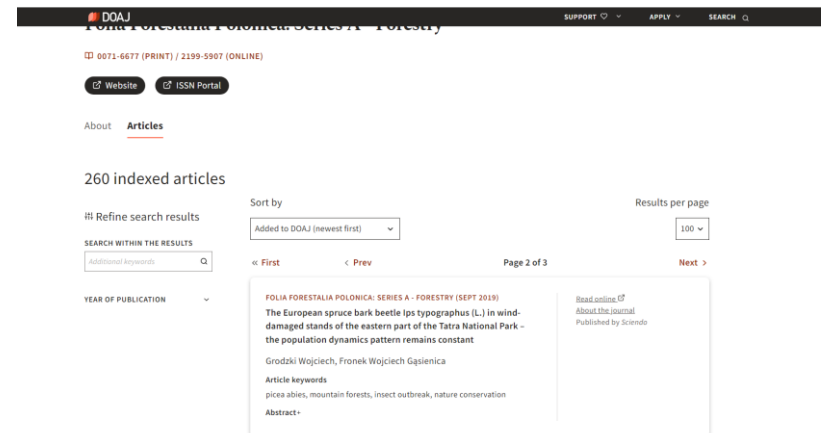 DOAJ
SUPPORT
APPLY
SEARCH
Folia Forestalia Polonica: Series A - Forestry
0071-6677 (PRINT) / 2199-5907 (ONLINE)
Website
ISSN Portal
About
Articles
260 indexed articles
Sort by
Results per page
Refine search results
Added to DOAJ (newest first)
100
SEARCH WITHIN THE RESULTS
Additional keywords
« First
< Prev
Page 2 of 3
Next >
YEAR OF PUBLICATION
FOLIA FORESTALIA POLONICA: SERIES A - FORESTRY (SEPT 2019)
The European spruce bark beetle Ips typographus (L.) in wind-
damaged stands of the eastern part of the Tatra National Park –
the population dynamics pattern remains constant
Grodzki Wojciech, Fronek Wojciech Gąsienica
Article keywords
picea abies, mountain forests, insect outbreak, nature conservation
Abstract+
Read online
About the journal
Published by Sciendo